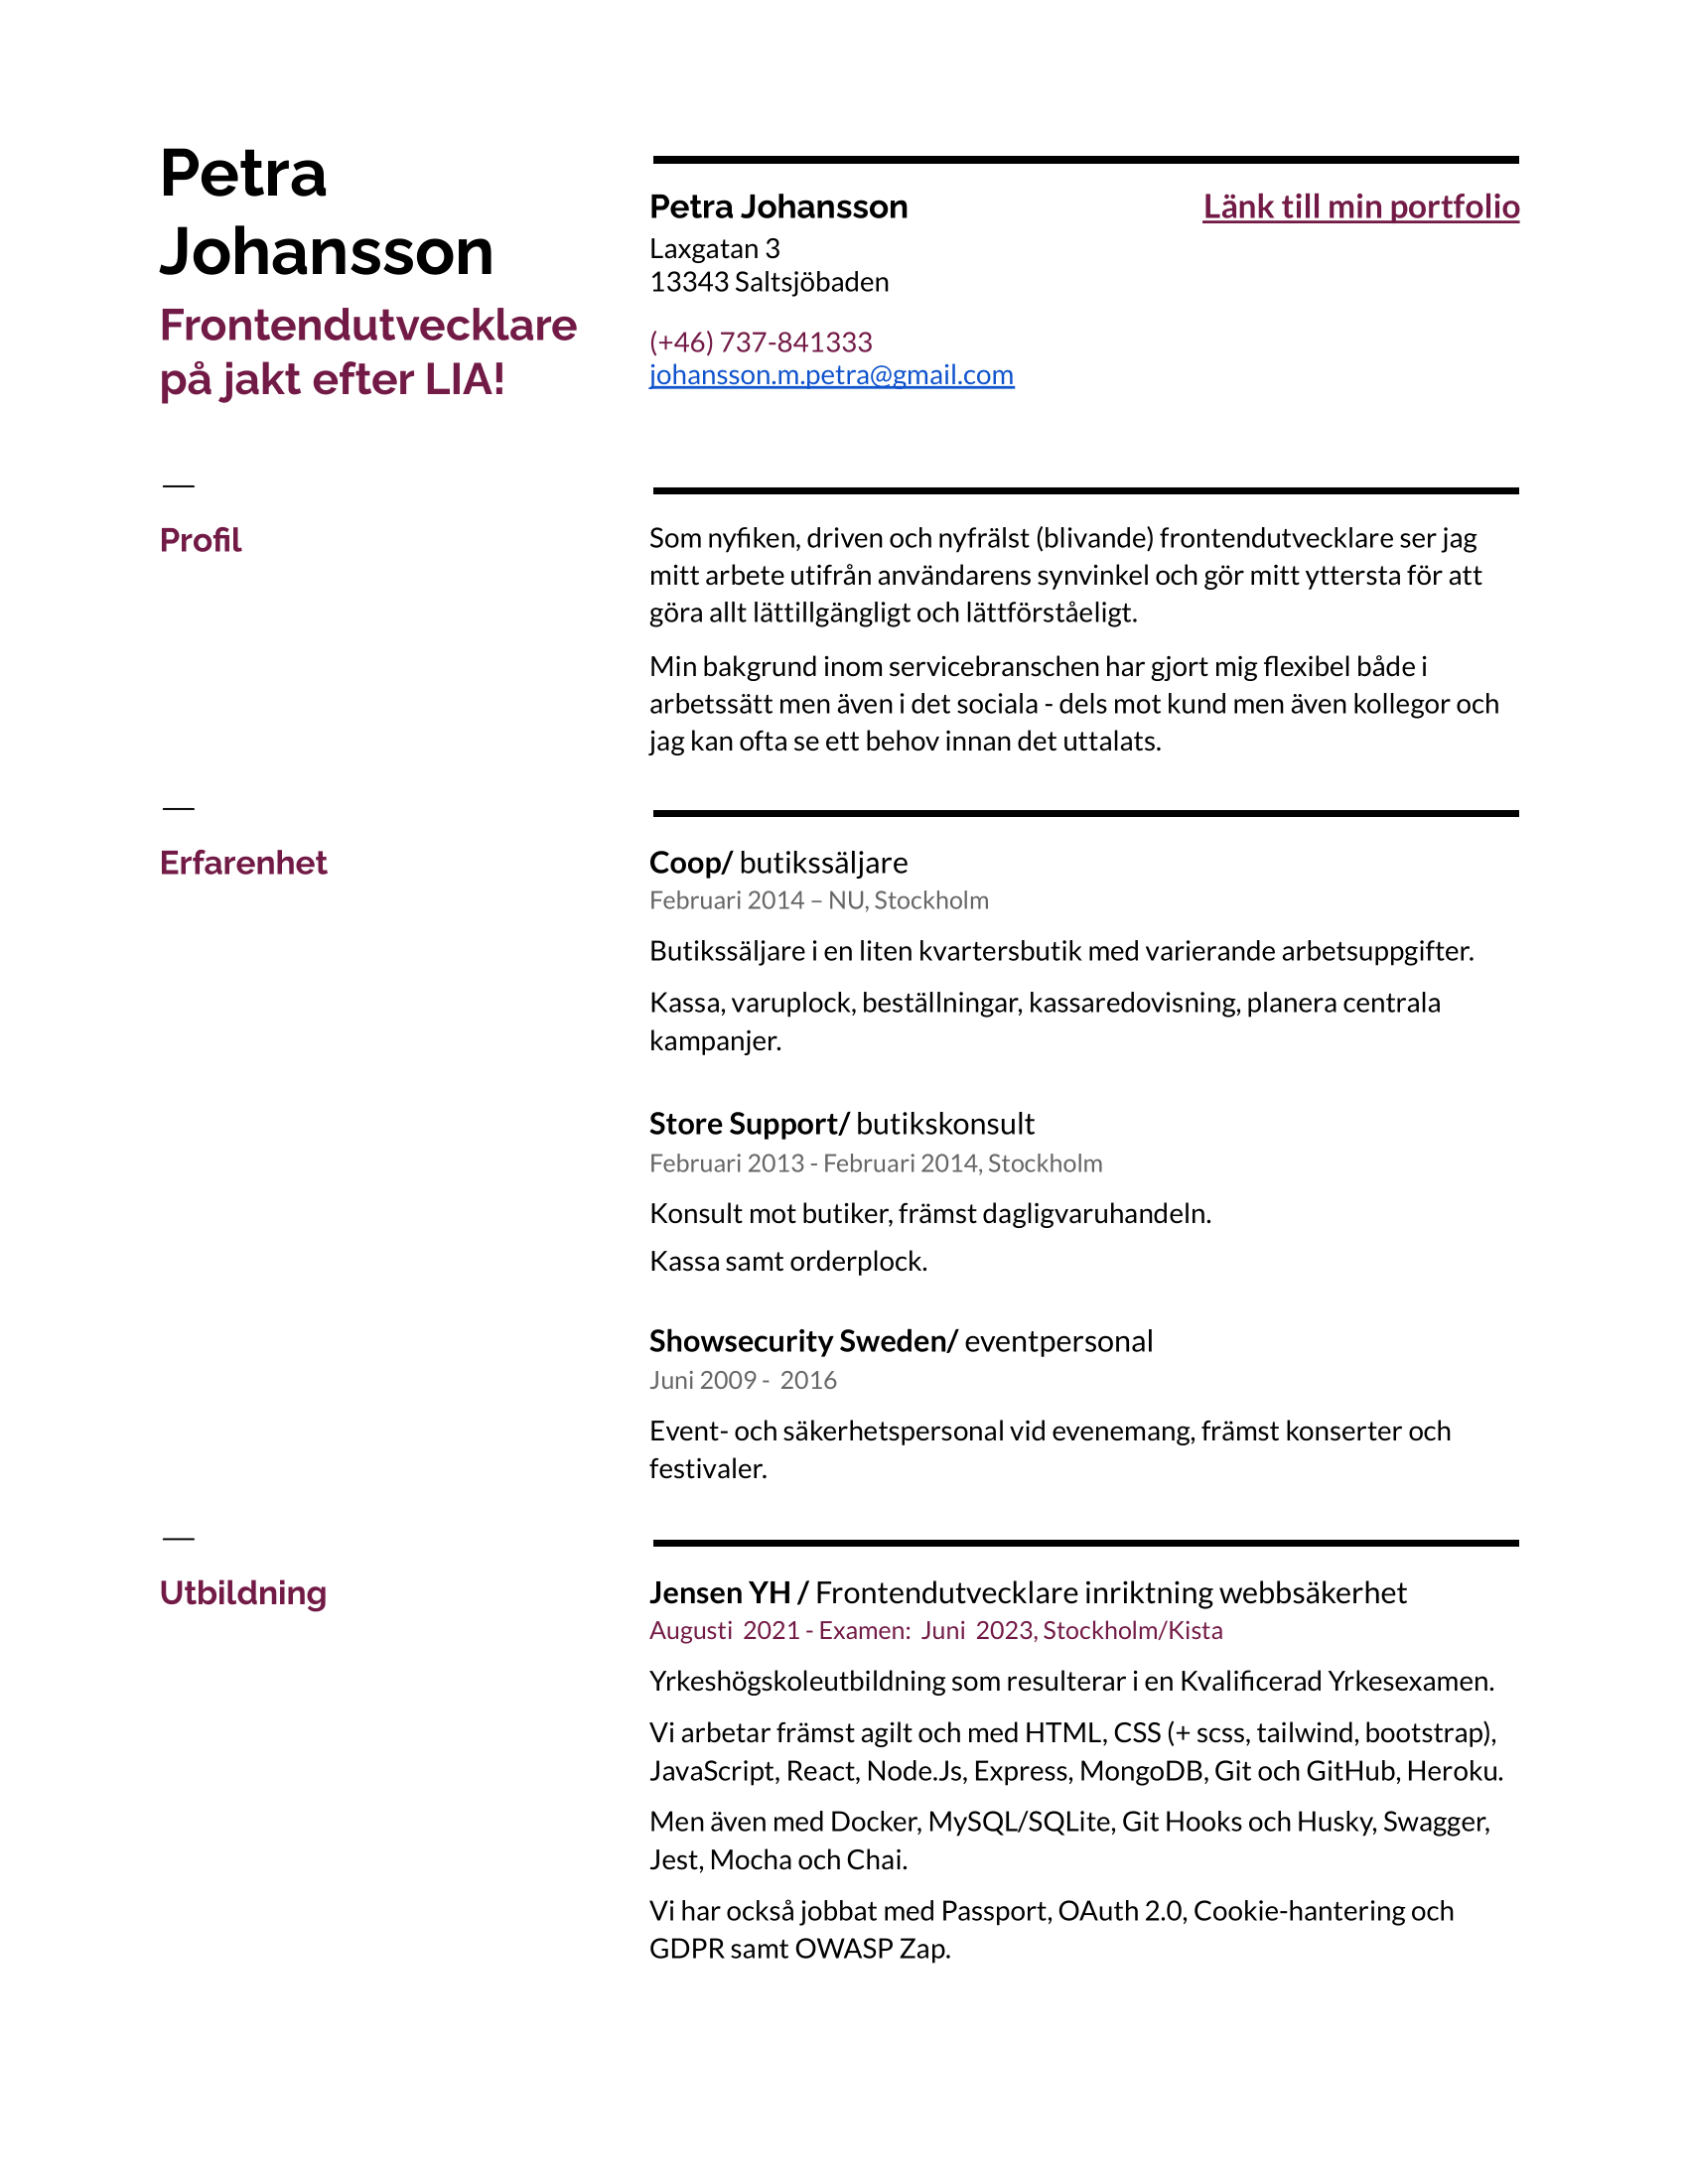 Petra
Johansson
Frontendutvecklare
på jakt efter LIA!
Petra Johansson
Länk till min portfolio
Laxgatan 3
13343 Saltsjöbaden
(+46) 737-841333
johansson.m.petra@gmail.com
—
Profil
Som nyfiken, driven och nyfrälst (blivande) frontendutvecklare ser jag
mitt arbete utifrån användarens synvinkel och gör mitt yttersta för att
göra allt lättillgängligt och lättförståeligt.
Min bakgrund inom servicebranschen har gjort mig flexibel både i
arbetssätt men även i det sociala - dels mot kund men även kollegor och
jag kan ofta se ett behov innan det uttalats.
—
Erfarenhet
Coop/ butikssäljare
Februari 2014 – NU, Stockholm
Butikssäljare i en liten kvartersbutik med varierande arbetsuppgifter.
Kassa, varuplock, beställningar, kassaredovisning, planera centrala
kampanjer.
Store Support/ butikskonsult
Februari 2013 - Februari 2014, Stockholm
Konsult mot butiker, främst dagligvaruhandeln.
Kassa samt orderplock.
Showsecurity Sweden/ eventpersonal
Juni 2009 - 2016
Event- och säkerhetspersonal vid evenemang, främst konserter och
festivaler.
—
Utbildning
Jensen YH / Frontendutvecklare inriktning webbsäkerhet
Augusti 2021 - Examen: Juni 2023, Stockholm/Kista
Yrkeshögskoleutbildning som resulterar i en Kvalificerad Yrkesexamen.
Vi arbetar främst agilt och med HTML, CSS (+ scss, tailwind, bootstrap),
JavaScript, React, Node.Js, Express, MongoDB, Git och GitHub, Heroku.
Men även med Docker, MySQL/SQLite, Git Hooks och Husky, Swagger,
Jest, Mocha och Chai.
Vi har också jobbat med Passport, OAuth 2.0, Cookie-hantering och
GDPR samt OWASP Zap.